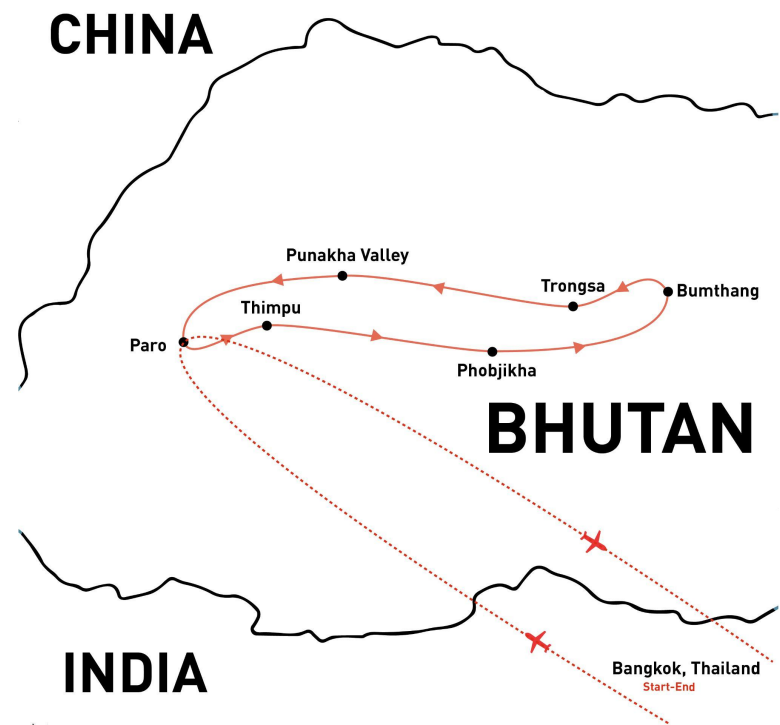 CHINA
Punakha Valley
Trongsa
Bumthang
Thimpu
Paro
Phobjikha
BHUTAN
INDIA
Bangkok, Thailand
Start-End